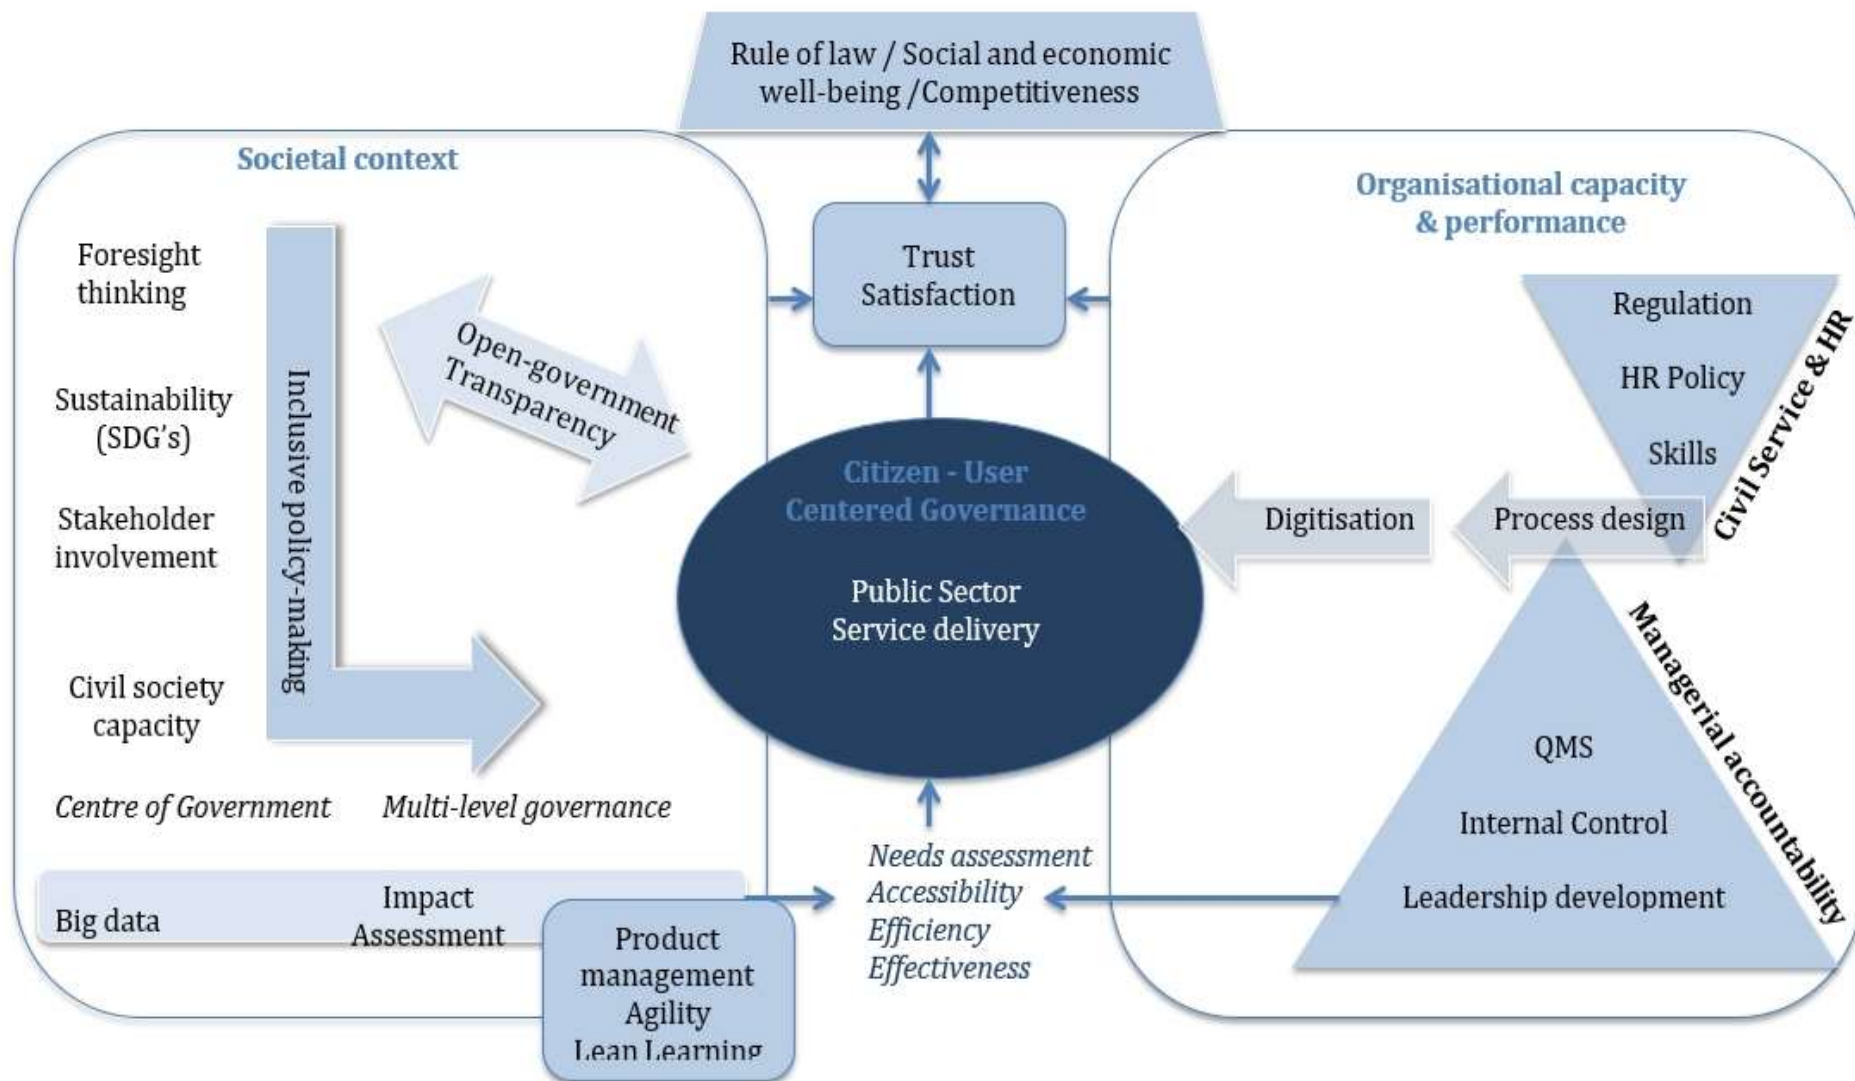 Rule of law / Social and economic
well-being /Competitiveness
Societal context
Foresight
thinking
Sustainability
(SDG's)
Stakeholder
involvement
Civil society
capacity
Inclusive policy-making
Open-government
Transparency
Centre of Government
Multi-level governance
Big data
Impact
Assessment
Product
management
Agility
Lean Learning
Trust
Satisfaction
Citizen - User
Centered Governance
Public Sector
Service delivery
Needs assessment
Accessibility
Efficiency
Effectiveness
Organisational capacity
& performance
Regulation
HR Policy
Skills
Civil Service & HR
Digitisation
Process design
QMS
Internal Control
Leadership development
Managerial accountability